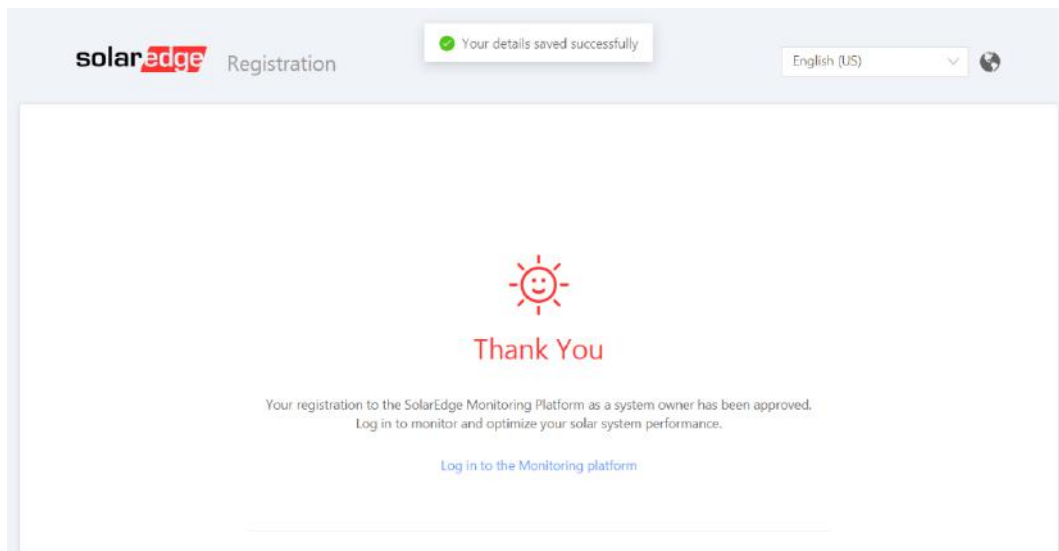 solaredge Registration
Your details saved successfully
English (US)
Thank You
Your registration to the SolarEdge Monitoring Platform as a system owner has been approved.
Log in to monitor and optimize your solar system performance.
Log in to the Monitoring platform